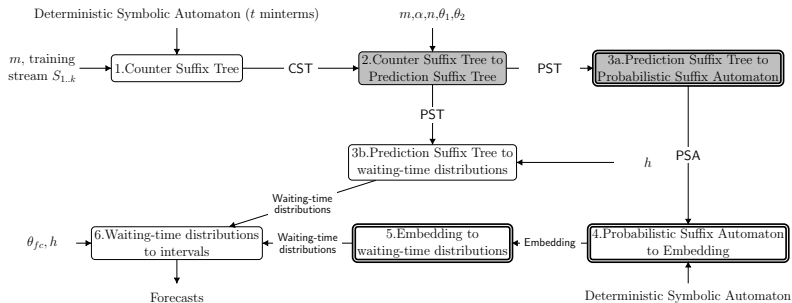 Deterministic Symbolic Automaton (t minterms)
m,α,n,θ1,θ2
m, training
stream S1..k
1.Counter Suffix Tree
CST
2.Counter Suffix Tree to
Prediction Suffix Tree
PST
3a.Prediction Suffix Tree to
Probabilistic Suffix Automaton
PST
3b.Prediction Suffix Tree to
waiting-time distributions
h
PSA
Waiting-time
distributions
θfc, h
6.Waiting-time distributions
to intervals
Waiting-time
distributions
5.Embedding to
waiting-time distributions
Embedding
4.Probabilistic Suffix Automaton
to Embedding
Forecasts
Deterministic Symbolic Automaton